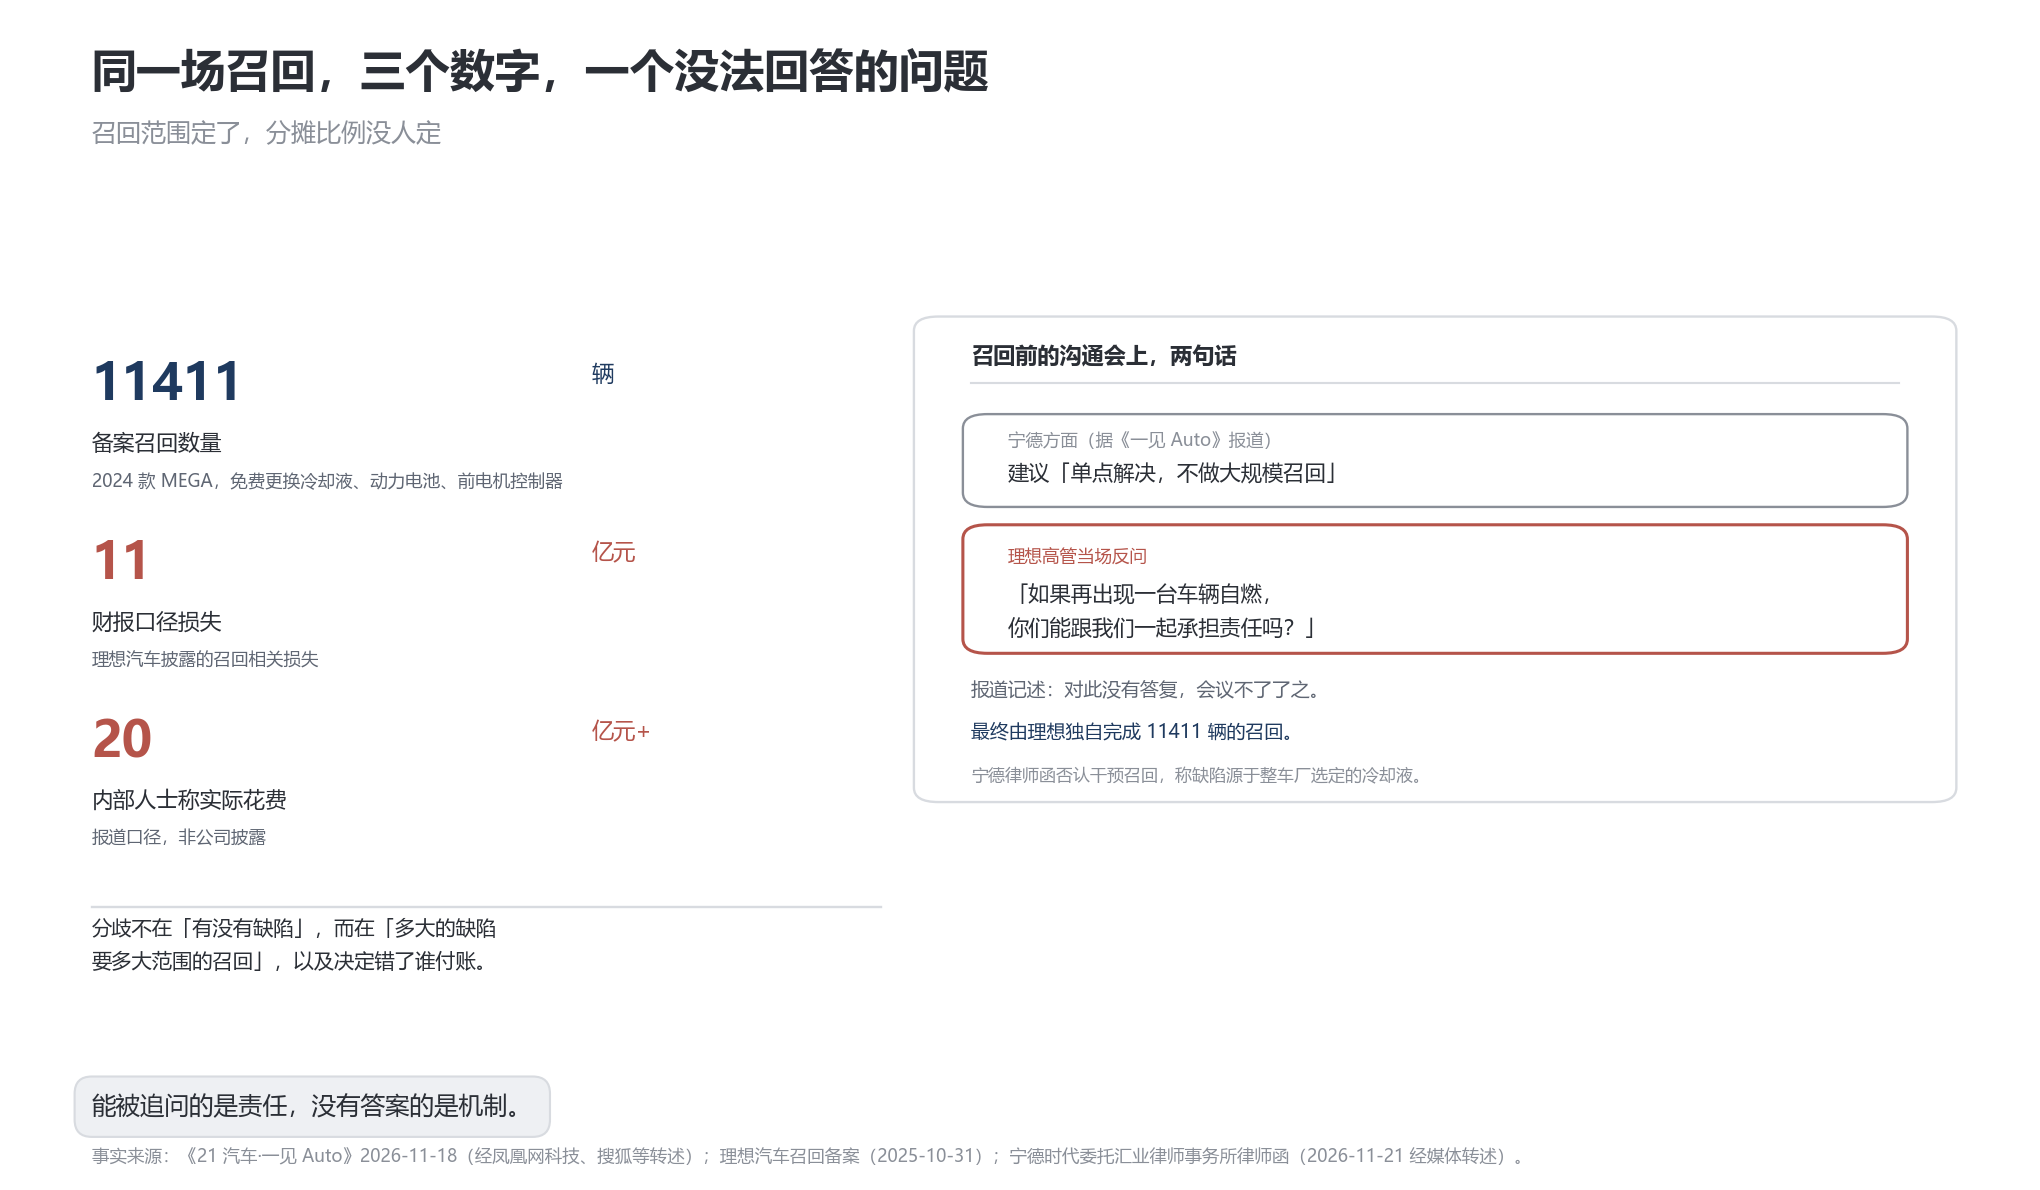 同一场召回，三个数字，一个没法回答的问题
召回范围定了，分摊比例没人定
11411 辆
备案召回数量
2024 款 MEGA，免费更换冷却液、动力电池、前电机控制器
11 亿元
财报口径损失
理想汽车披露的召回相关损失
20 亿元+
内部人士称实际花费
报道口径，非公司披露
分歧不在「有没有缺陷」，而在「多大的缺陷
要多大范围的召回」，以及决定错了谁付账。
召回前的沟通会上，两句话
宁德方面（据《一见 Auto》报道）
建议「单点解决，不做大规模召回」
理想高管当场反问
「如果再出现一台车辆自燃，
你们能跟我们一起承担责任吗？」
报道记述：对此没有答复，会议不了了之。
最终由理想独自完成 11411 辆的召回。
宁德律师函否认干预召回，称缺陷源于整车厂选定的冷却液。
能被追问的是责任，没有答案的是机制。
事实来源：《21 汽车·一见 Auto》2026-11-18（经凤凰网科技、搜狐等转述）；理想汽车召回备案（2025-10-31）；宁德时代委托汇业律师事务所律师函（2026-11-21 经媒体转述）。